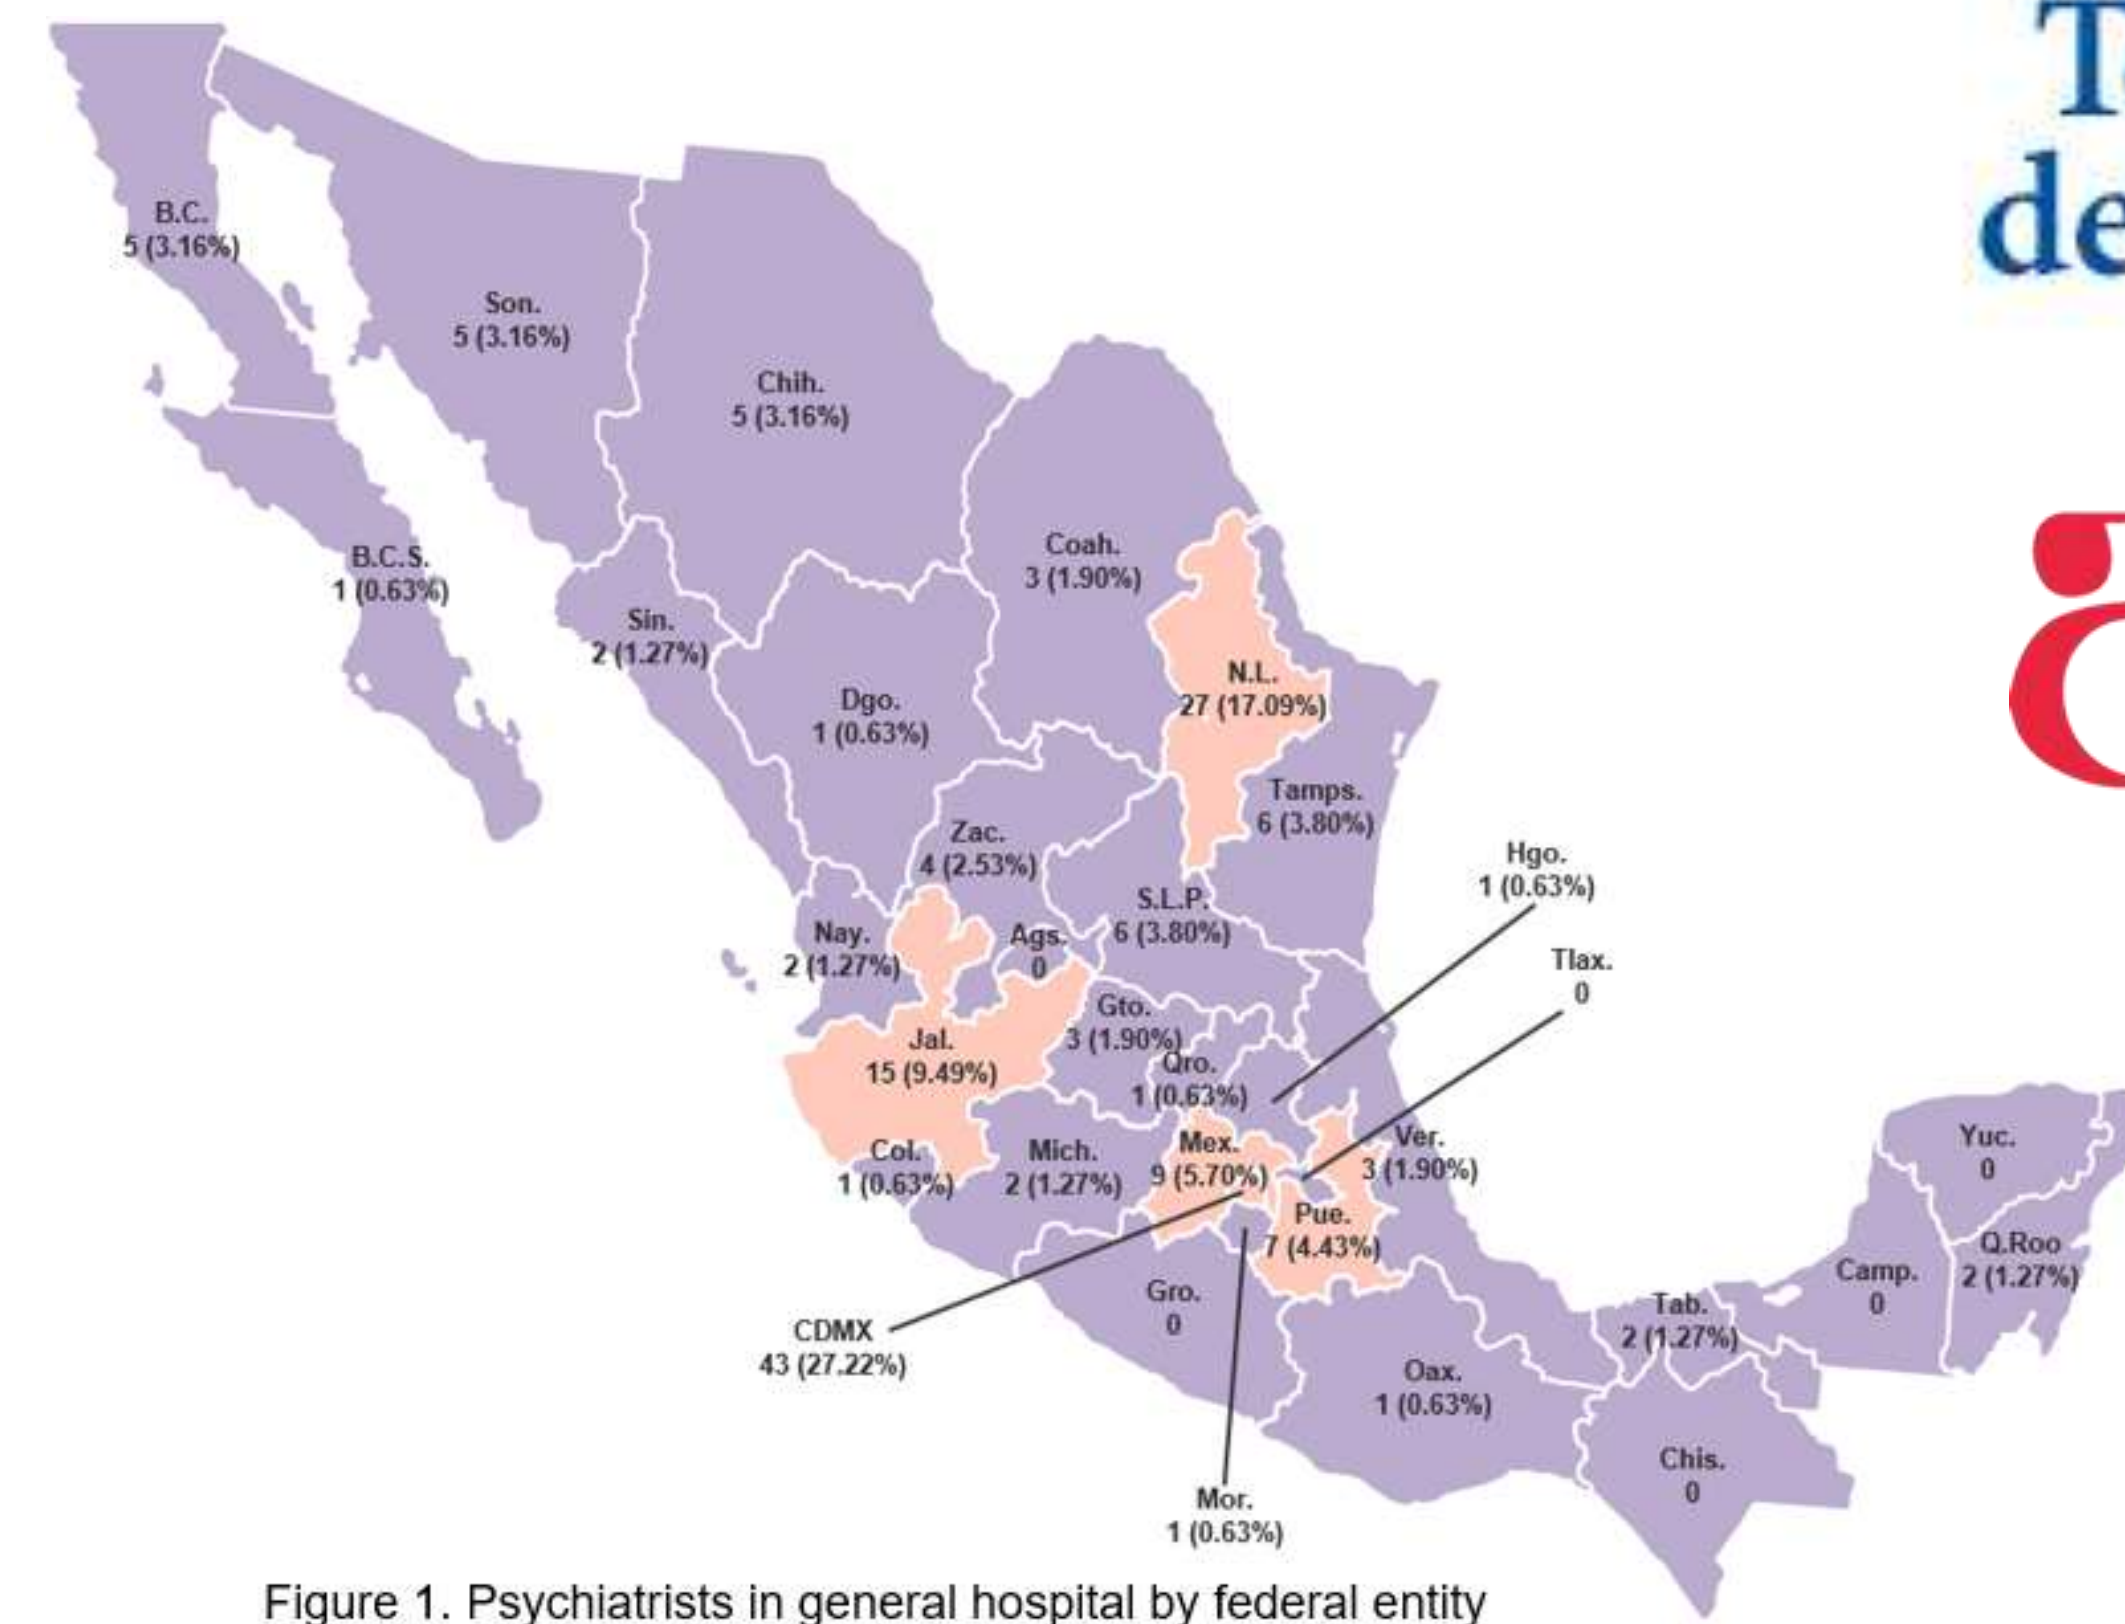 B.C.
5 (3.16%)
Son.
5 (3.16%)
Chih.
5 (3.16%)
B.C.S.
1 (0.63%)
Coah.
3 (1.90%)
Sin.
2 (1.27%)
N.L.
27 (17.09%)
Dgo.
1 (0.63%)
Tamps.
6 (3.80%)
Zac.
4 (2.53%)
Hgo.
1 (0.63%)
S.L.P.
6 (3.80%)
Nay.
2 (1.27%)
Ags.
0
Tlax.
0
Gto.
3 (1.90%)
Jal.
15 (9.49%)
Qro.
1 (0.63%)
Col.
1 (0.63%)
Mich.
2 (1.27%)
Mex.
9 (5.70%)
Ver.
3 (1.90%)
Yuc.
0
Pue.
7 (4.43%)
Q.Roo
2 (1.27%)
Camp.
0
Gro.
0
Tab.
2 (1.27%)
CDMX
43 (27.22%)
Oax.
1 (0.63%)
Chis.
0
Mor.
1 (0.63%)
Figure 1. Psychiatrists in general hospital by federal entity